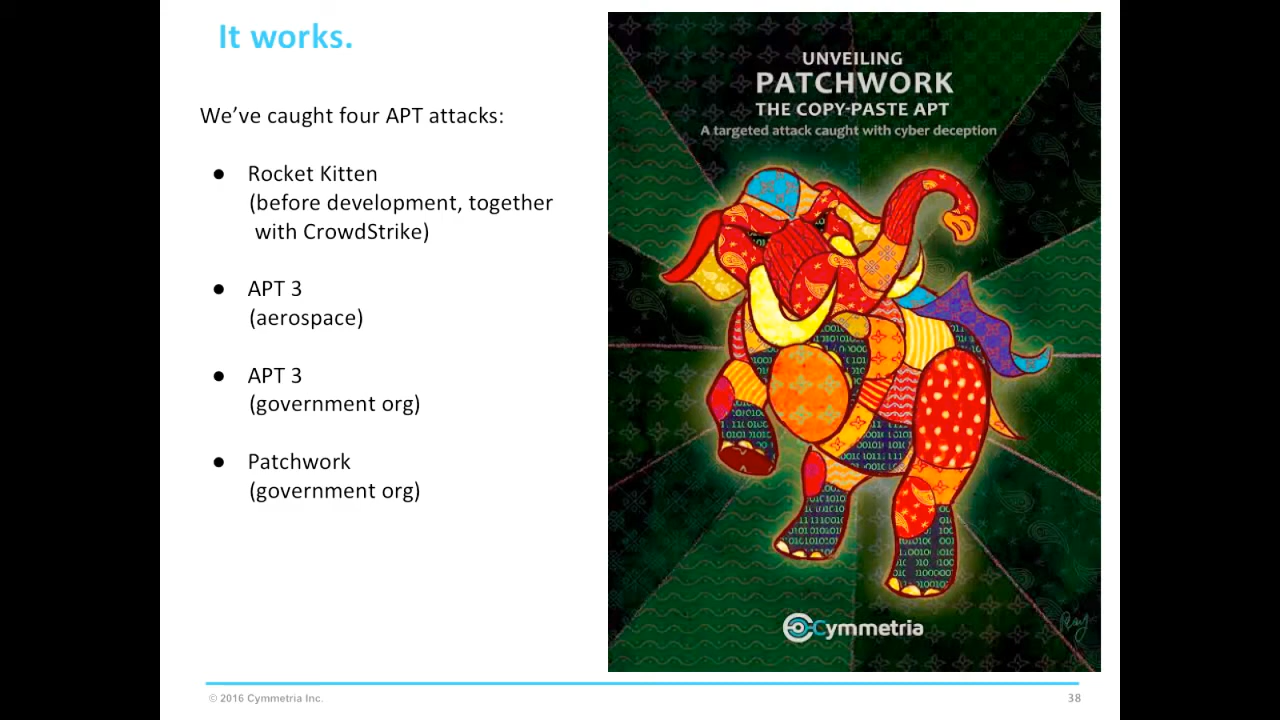 It works.
We've caught four APT attacks:
● Rocket Kitten
(before development, together
with CrowdStrike)
● APT 3
(aerospace)
● APT 3
(government org)
● Patchwork
(government org)
UNVEILING
PATCHWORK
THE COPY-PASTE APT
A targeted attack caught with cyber deception
Cymmetria
© 2016 Cymmetria Inc.
38